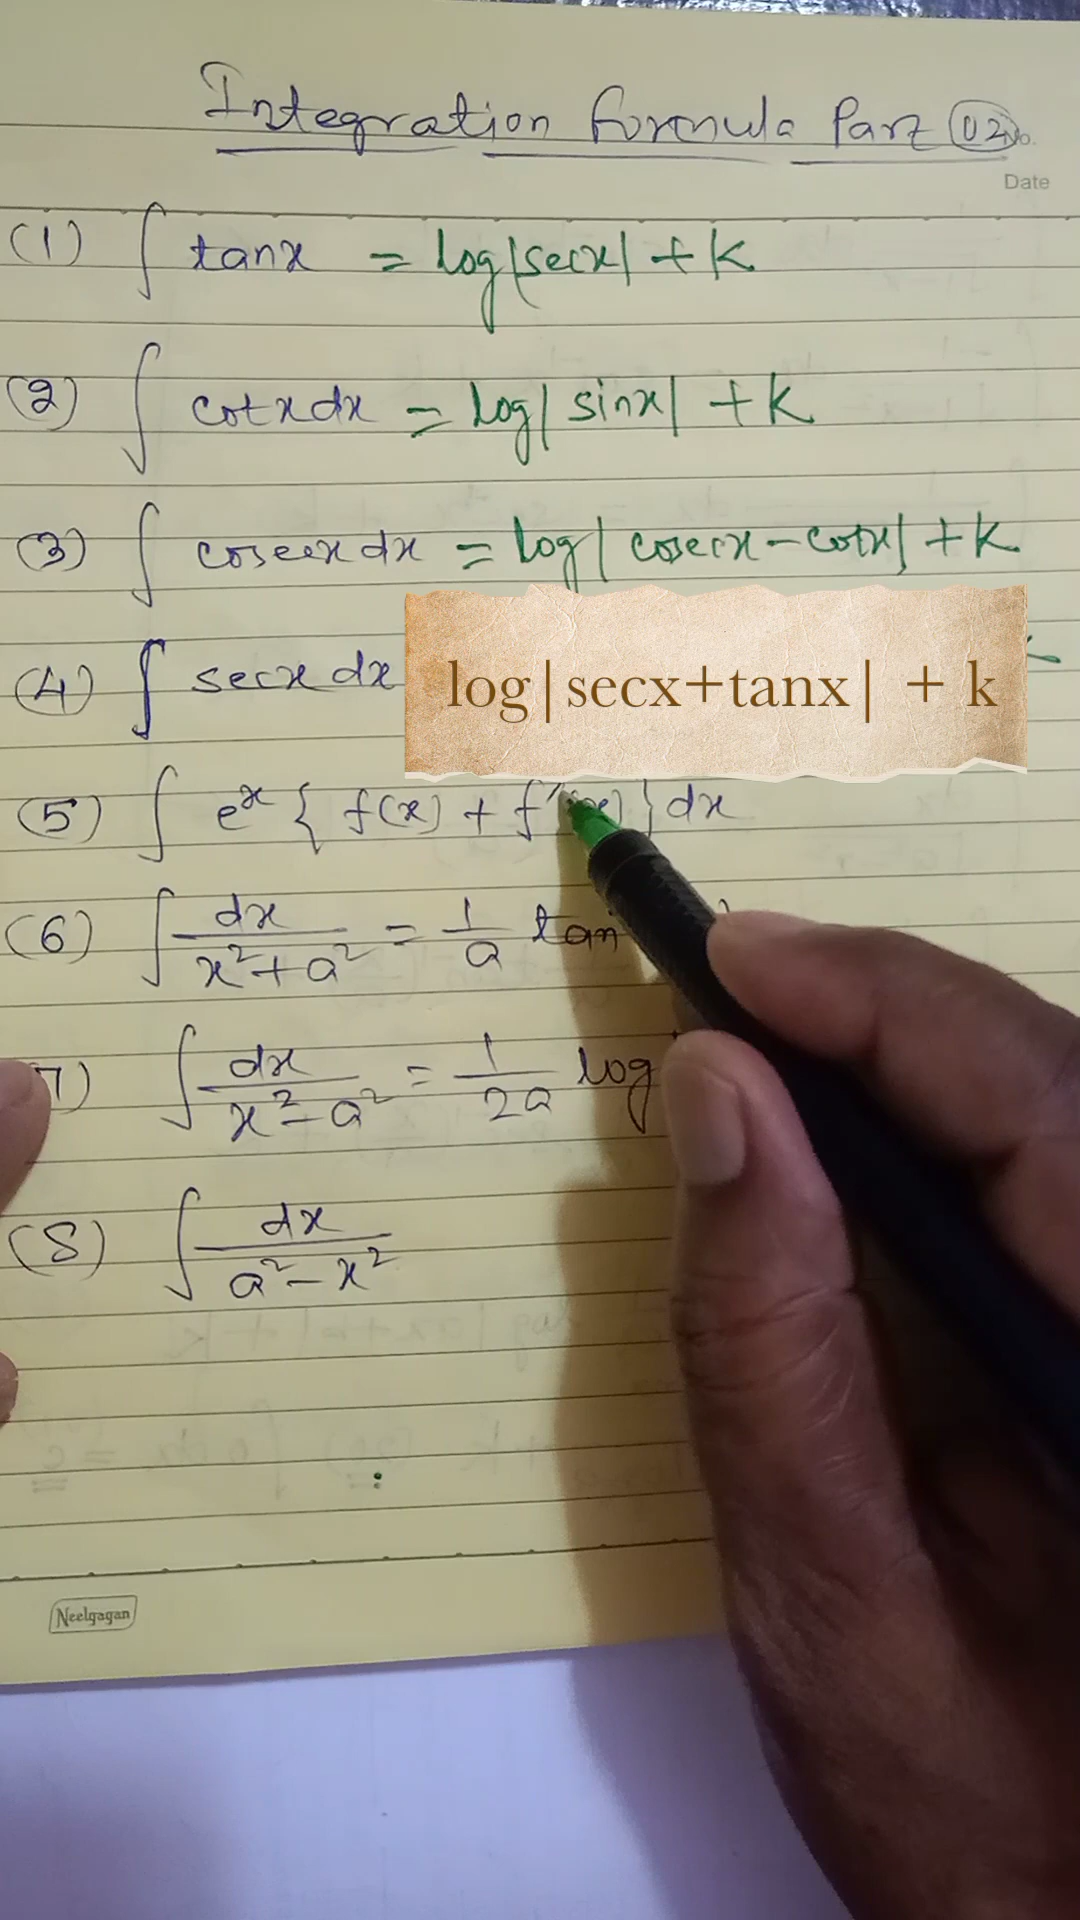 Integration Formula Part 02
Date
(1) ∫ tanx = log|secx| + k
(2) ∫ cotx dx = log| sinx| + k
(3) ∫ cosecx dx = log| cosecx - cotx| + k
(4) ∫ secx dx log|secx+tanx| + k
(5) ∫ eˣ { f(x) + f'(x) } dx
(6) ∫ dx / x² + a² = 1/a tan
7) ∫ dx / x² - a² = 1/2a log
(8) ∫ dx / a² - x²
Neelgagan